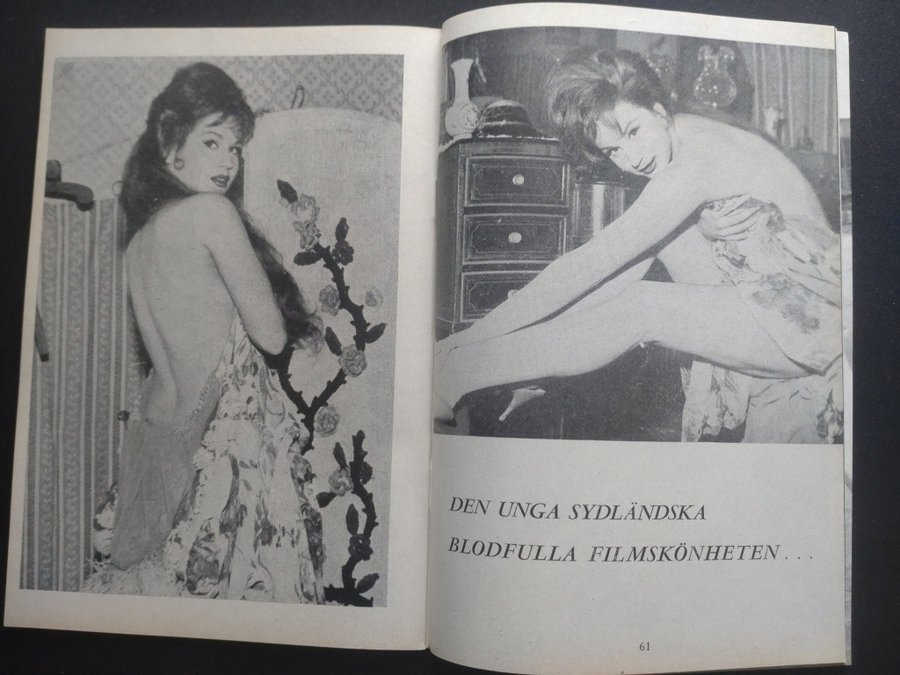 DEN UNGA SYDLÄNDSKA
BLODFULLA FILMSKÖNHETEN . . .
61